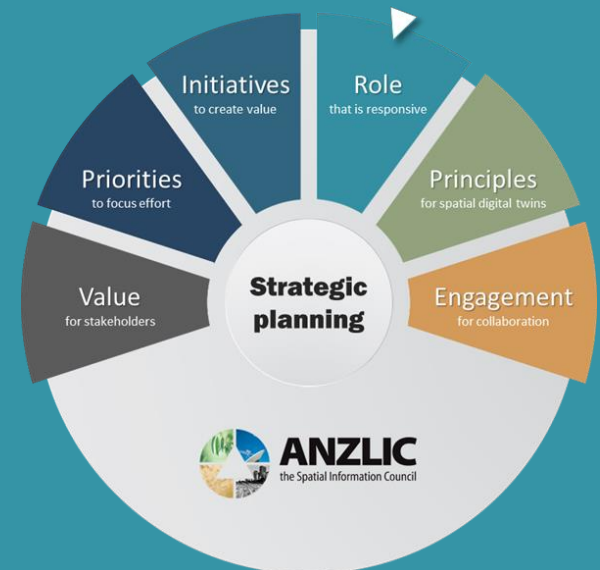 Initiatives
to create value
Role
that is responsive
Priorities
to focus effort
Principles
for spatial digital twins
Value
for stakeholders
Strategic
planning
Engagement
for collaboration
ANZLIC
the Spatial Information Council